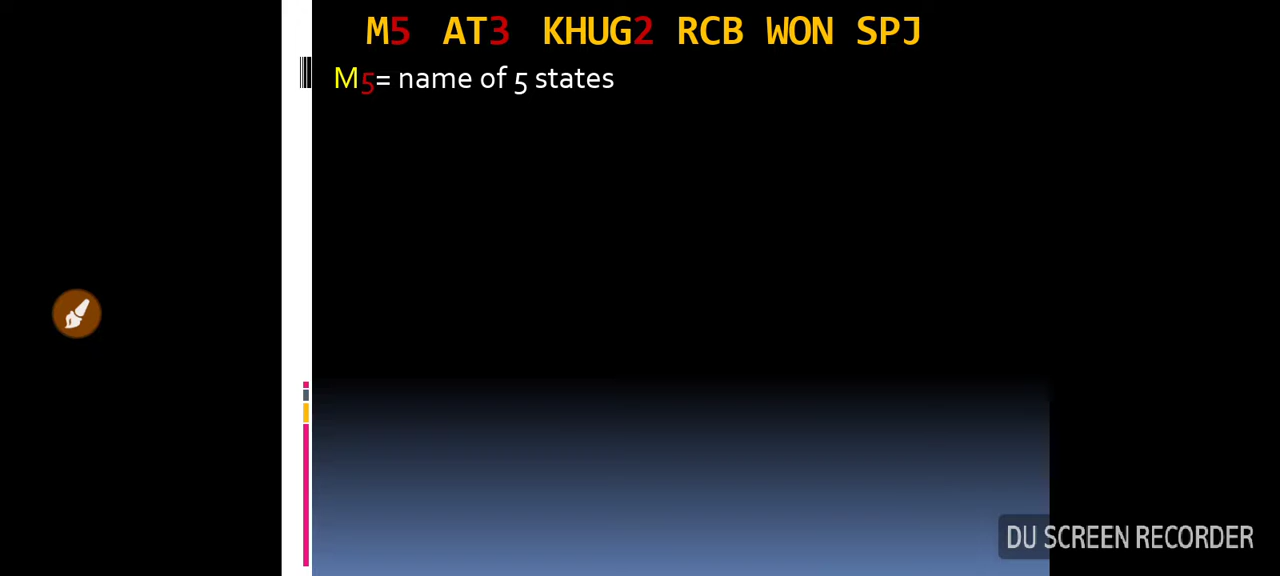 M5 AT3 KHUG2 RCB WON SPJ
M5= name of 5 states
DU SCREEN RECORDER